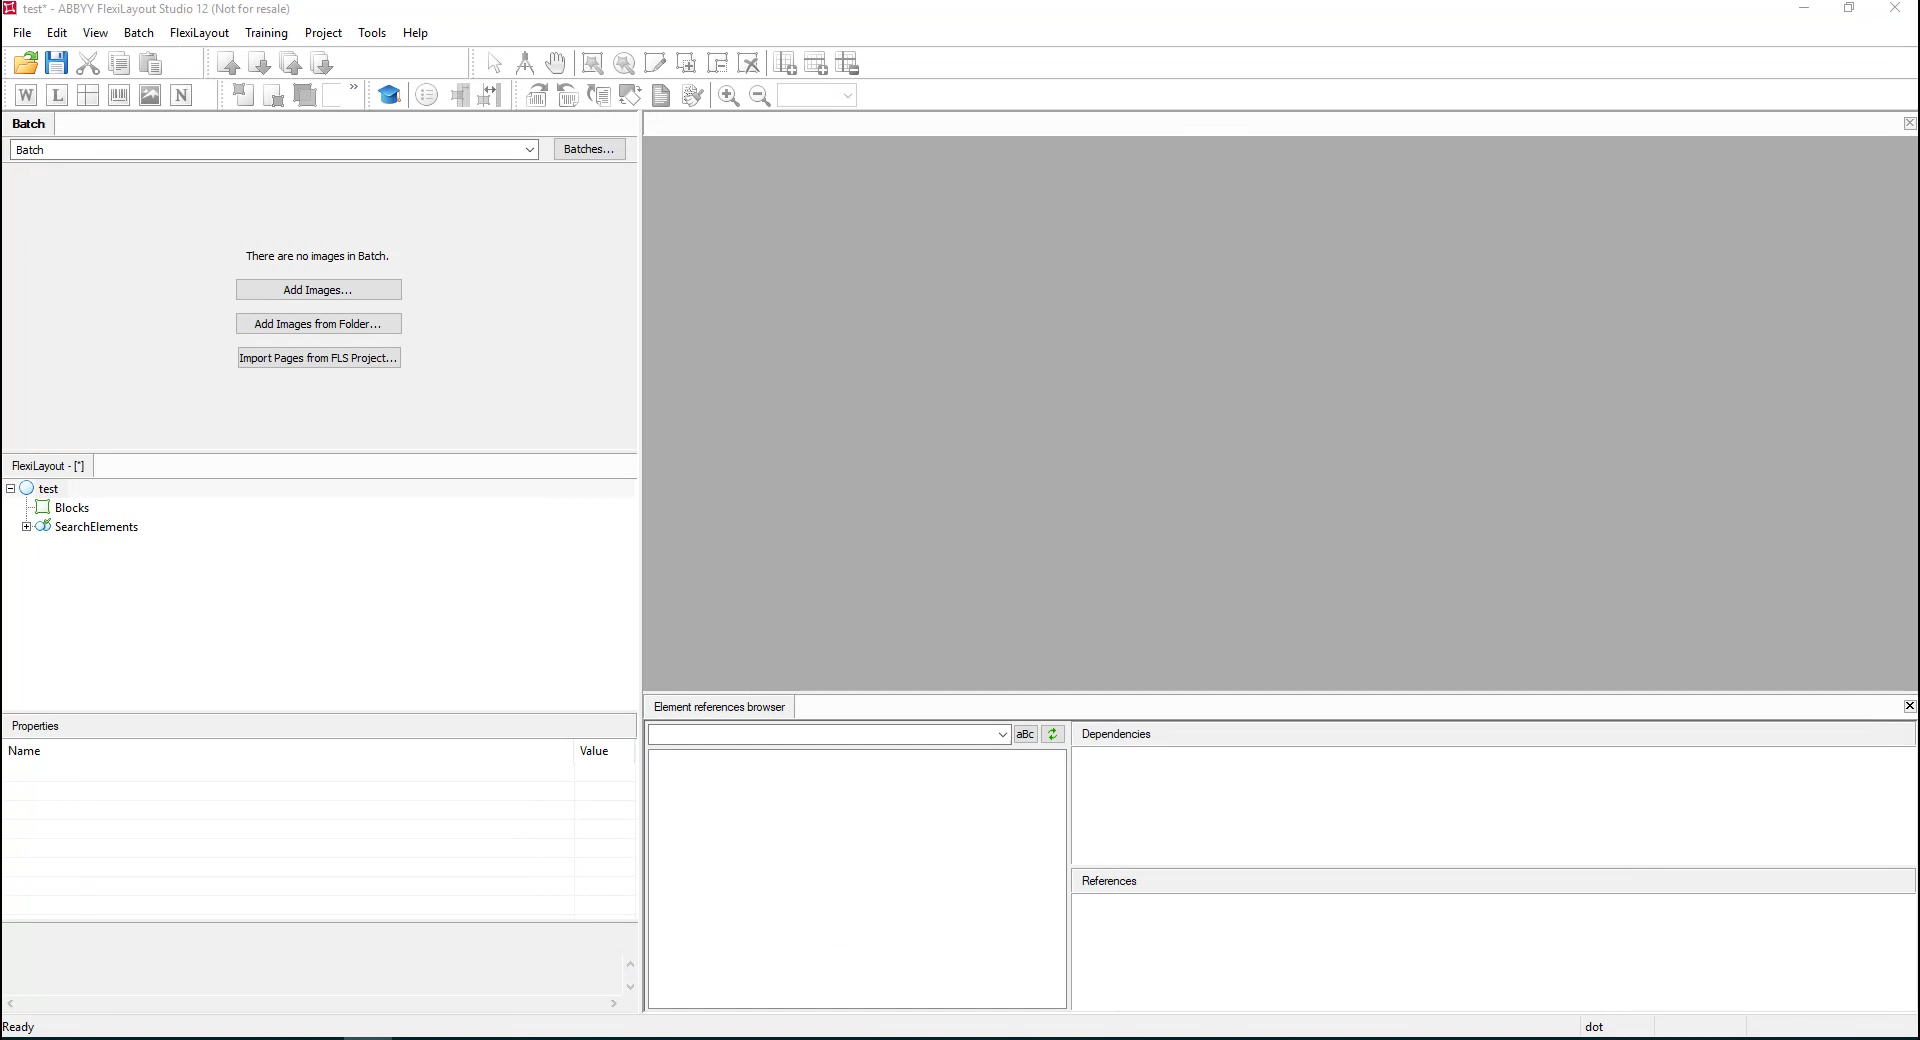 test* - ABBYY FlexiLayout Studio 12 (Not for resale)
File Edit View Batch FlexiLayout Training Project Tools Help
W L N
Batch
Batch Batches...
There are no images in Batch.
Add Images...
Add Images from Folder...
Import Pages from FLS Project...
FlexiLayout - [*]
test
Blocks
SearchElements
Properties
Name Value
Element references browser
aBc
Dependencies
References
Ready dot